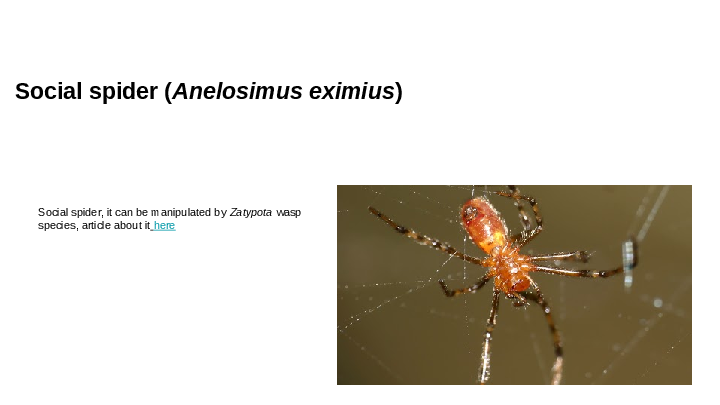 Social spider (Anelosimus eximius)
Social spider, it can be manipulated by Zatypota wasp
species, article about it here